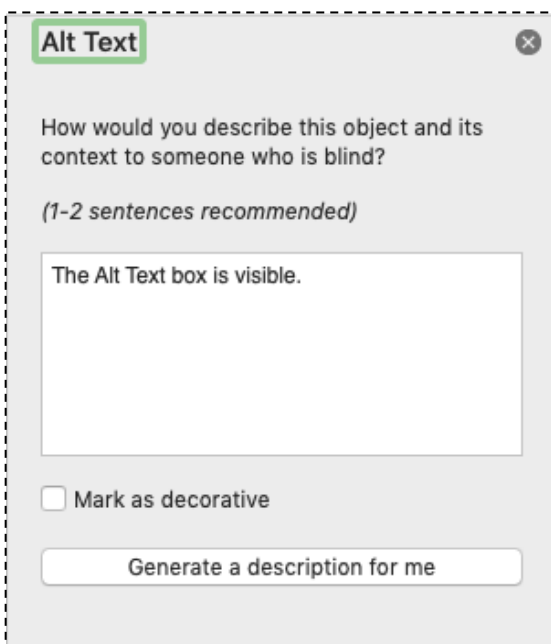 Alt Text
How would you describe this object and its
context to someone who is blind?
(1-2 sentences recommended)
The Alt Text box is visible.
Mark as decorative
Generate a description for me